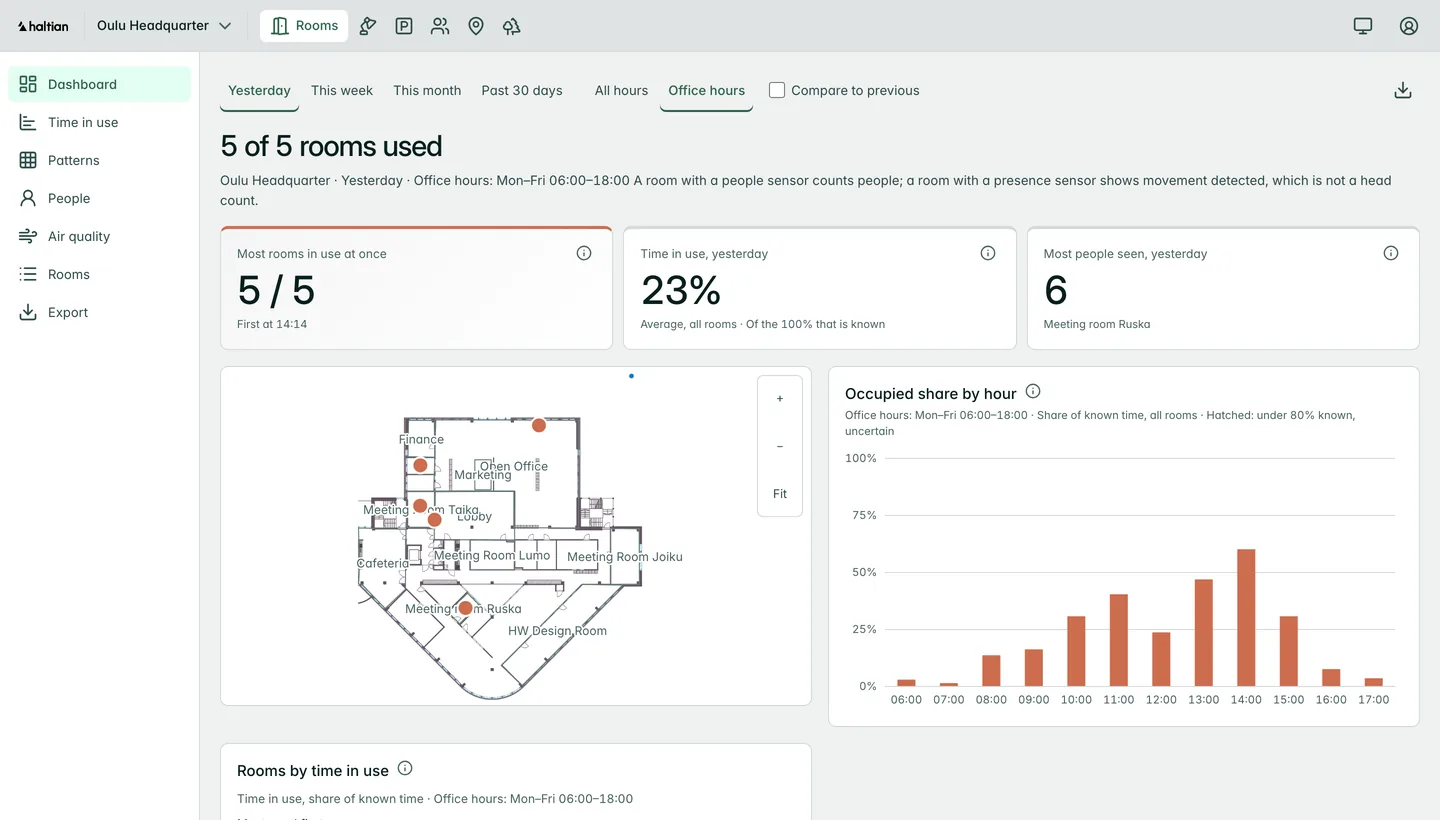 haltian
Oulu Headquarter
Rooms
Dashboard
Time in use
Patterns
People
Air quality
Rooms
Export
Yesterday
This week
This month
Past 30 days
All hours
Office hours
Compare to previous
5 of 5 rooms used
Oulu Headquarter · Yesterday · Office hours: Mon–Fri 06:00–18:00 A room with a people sensor counts people; a room with a presence sensor shows movement detected, which is not a head
count.
Most rooms in use at once
5 / 5
First at 14:14
Time in use, yesterday
23%
Average, all rooms · Of the 100% that is known
Most people seen, yesterday
6
Meeting room Ruska
+
−
Fit
Finance
Open Office
Marketing
Meeting room Taika
Lobby
Meeting Room Lumo
Meeting Room Joiku
Cafeteria
Meeting room Ruska
HW Design Room
Occupied share by hour
Office hours: Mon–Fri 06:00–18:00 · Share of known time, all rooms · Hatched: under 80% known,
uncertain
100%
75%
50%
25%
0%
06:00 07:00 08:00 09:00 10:00 11:00 12:00 13:00 14:00 15:00 16:00 17:00
Rooms by time in use
Time in use, share of known time · Office hours: Mon–Fri 06:00–18:00